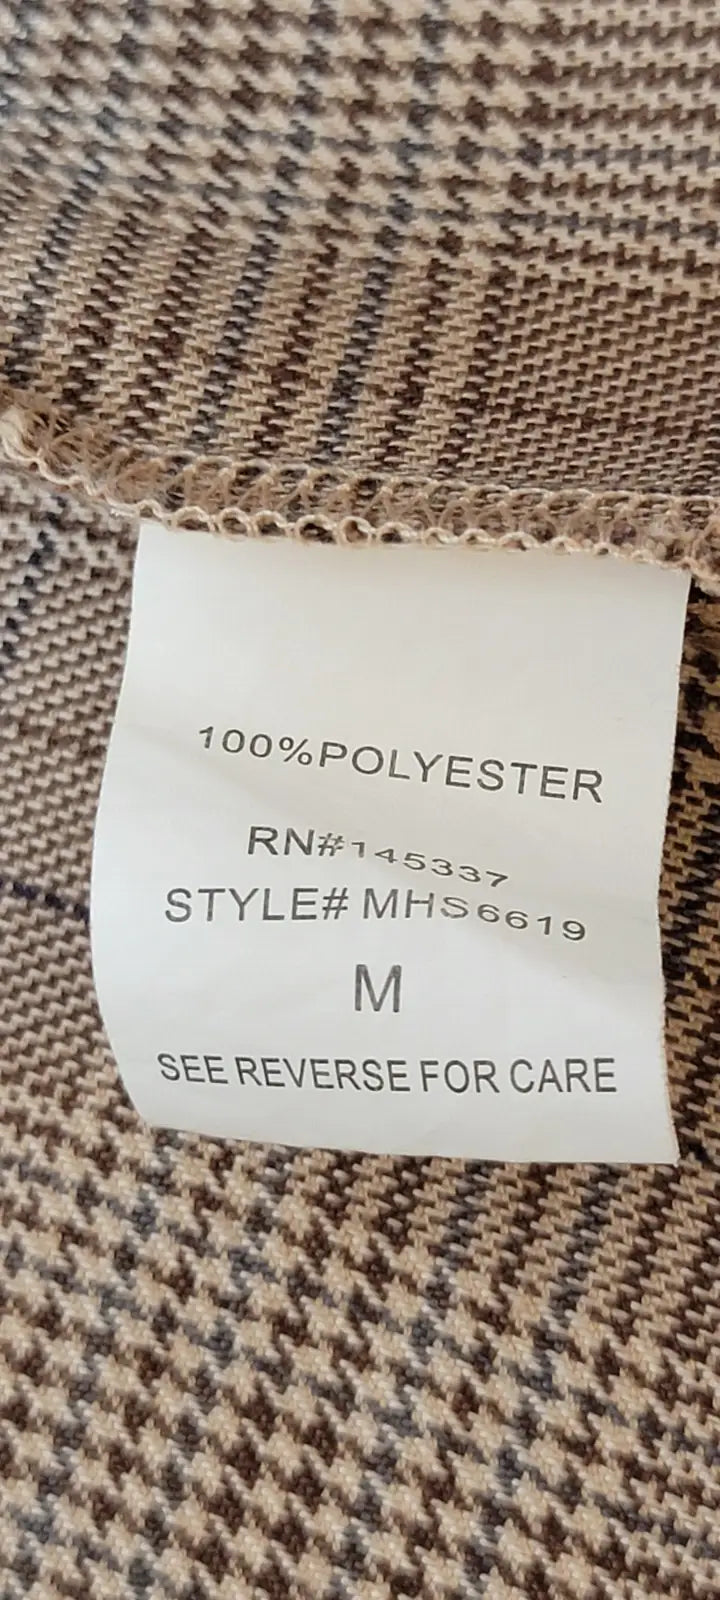 100%POLYESTER
RN#145337
STYLE# MHS6619
M
SEE REVERSE FOR CARE